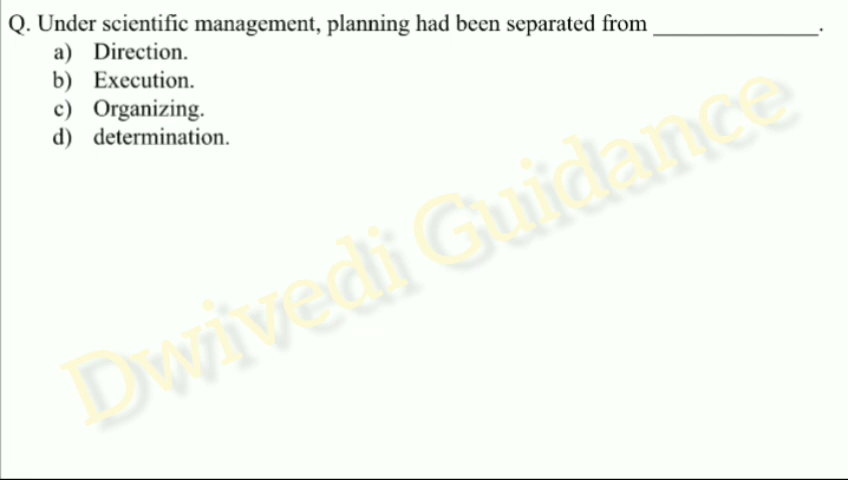 Q. Under scientific management, planning had been separated from _______________.
a) Direction.
b) Execution.
c) Organizing.
d) determination.
Dwivedi Guidance